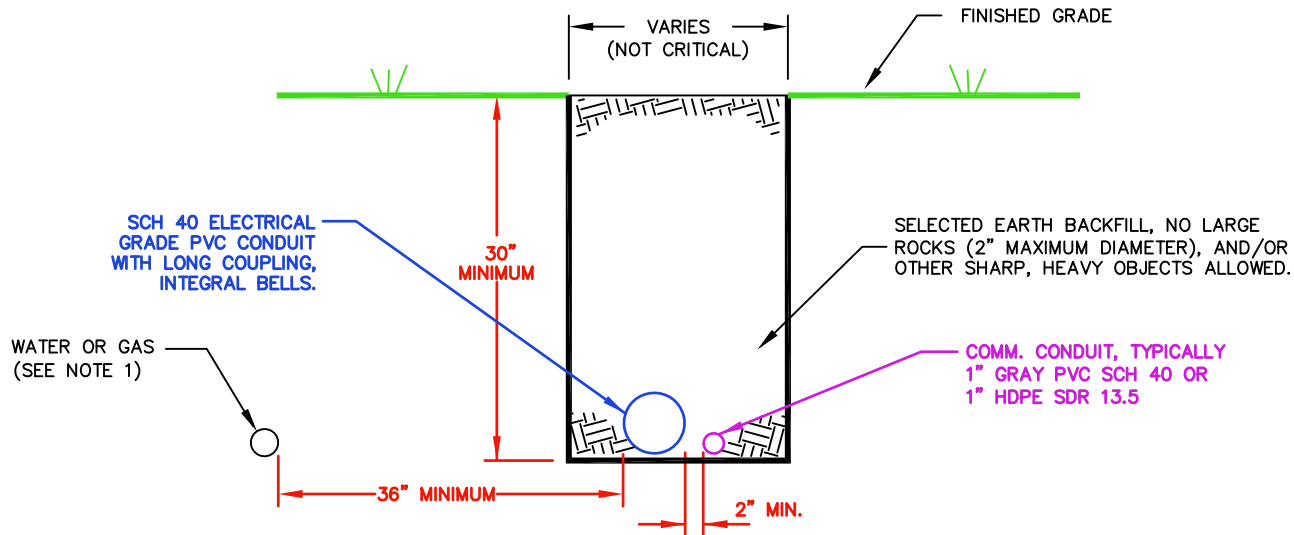 VARIES
(NOT CRITICAL)
FINISHED GRADE
SCH 40 ELECTRICAL
GRADE PVC CONDUIT
WITH LONG COUPLING,
INTEGRAL BELLS.
30"
MINIMUM
SELECTED EARTH BACKFILL, NO LARGE
ROCKS (2" MAXIMUM DIAMETER), AND/OR
OTHER SHARP, HEAVY OBJECTS ALLOWED.
WATER OR GAS
(SEE NOTE 1)
COMM. CONDUIT, TYPICALLY
1" GRAY PVC SCH 40 OR
1" HDPE SDR 13.5
36" MINIMUM
2" MIN.